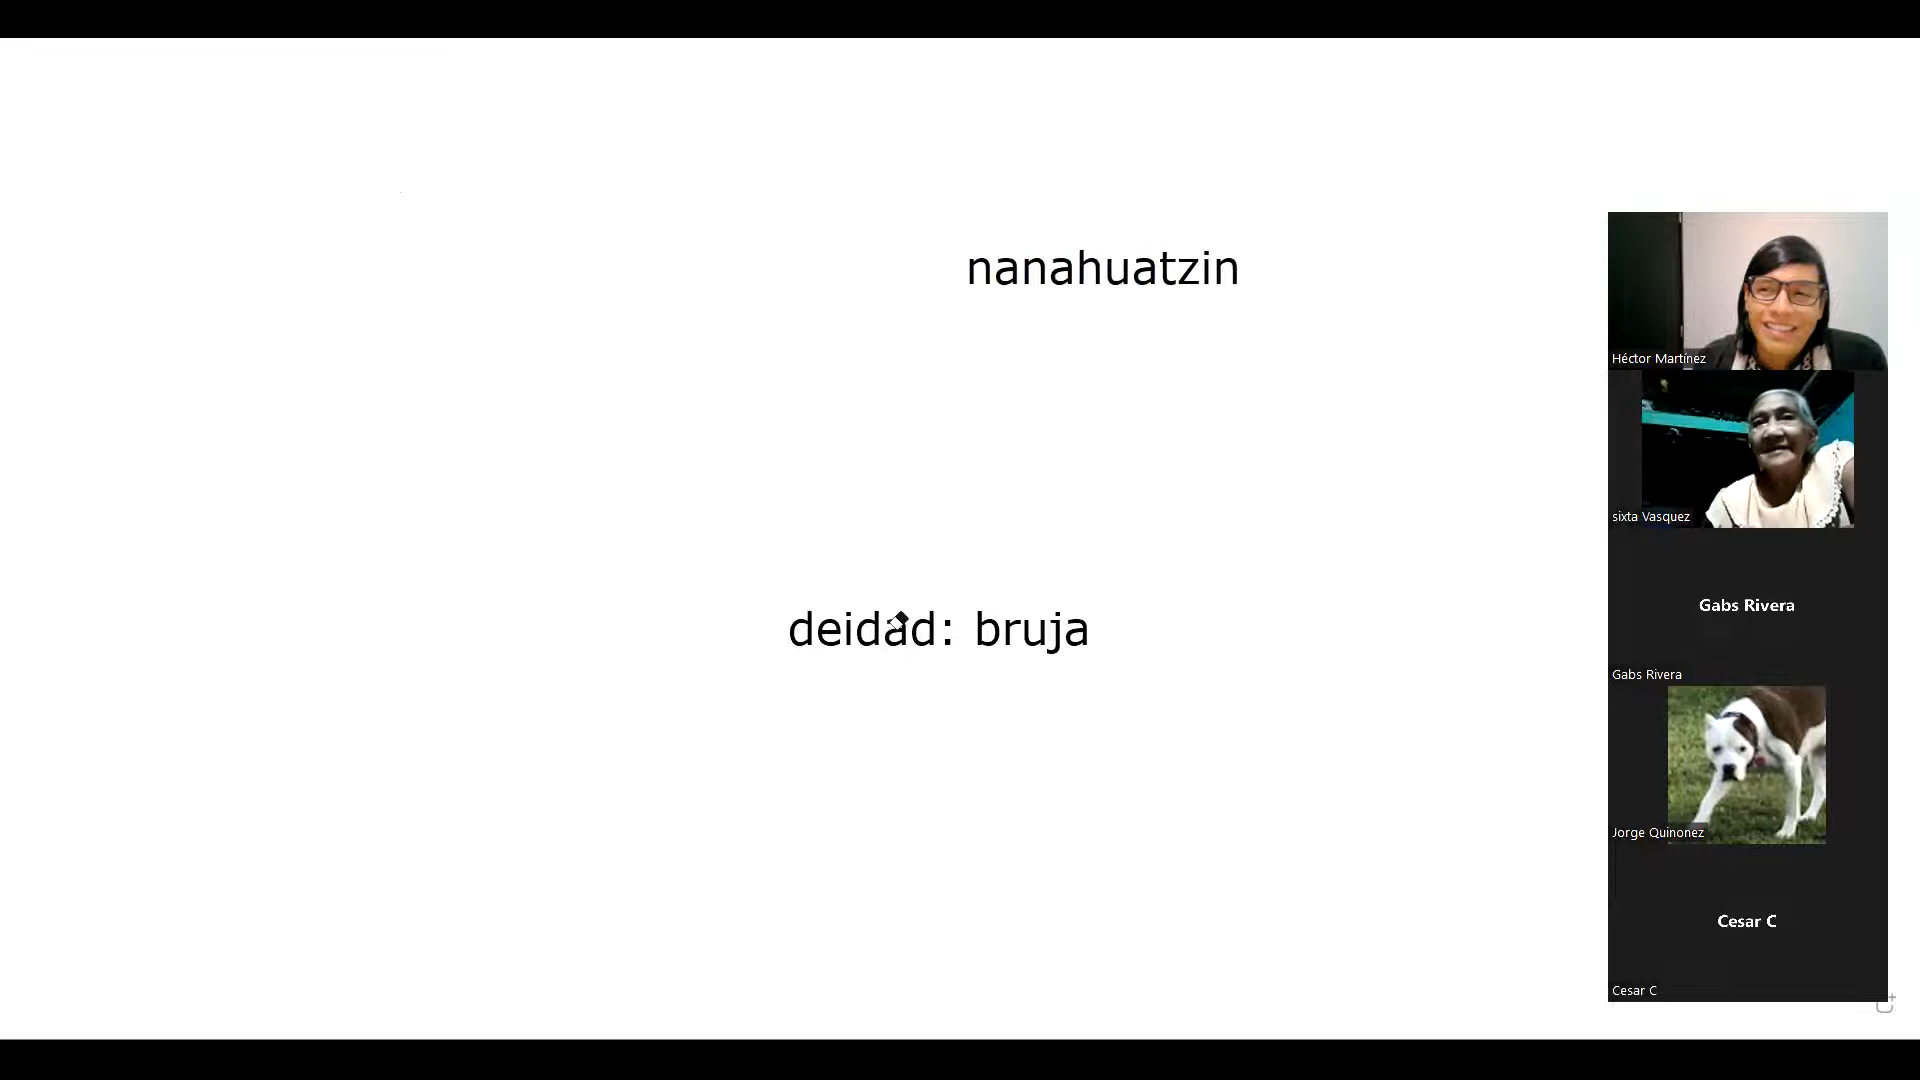 nanahuatzin
deidad: bruja
Héctor Martínez
sixta Vasquez
Gabs Rivera
Gabs Rivera
Jorge Quinonez
Cesar C
Cesar C